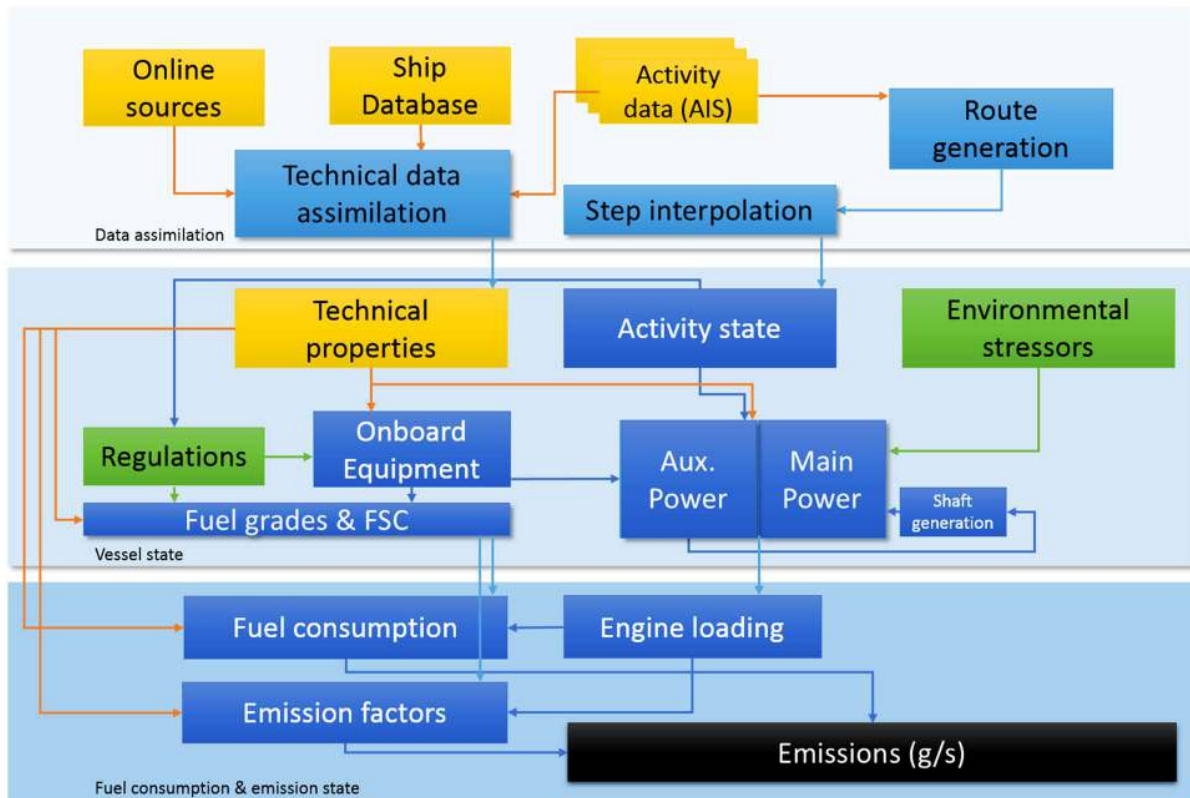 Online
sources
Ship
Database
Activity
data (AIS)
Route
generation
Technical data
assimilation
Step interpolation
Data assimilation
Technical
properties
Activity state
Environmental
stressors
Regulations
Onboard
Equipment
Aux.
Power
Main
Power
Shaft
generation
Fuel grades & FSC
Vessel state
Fuel consumption
Engine loading
Emission factors
Emissions (g/s)
Fuel consumption & emission state